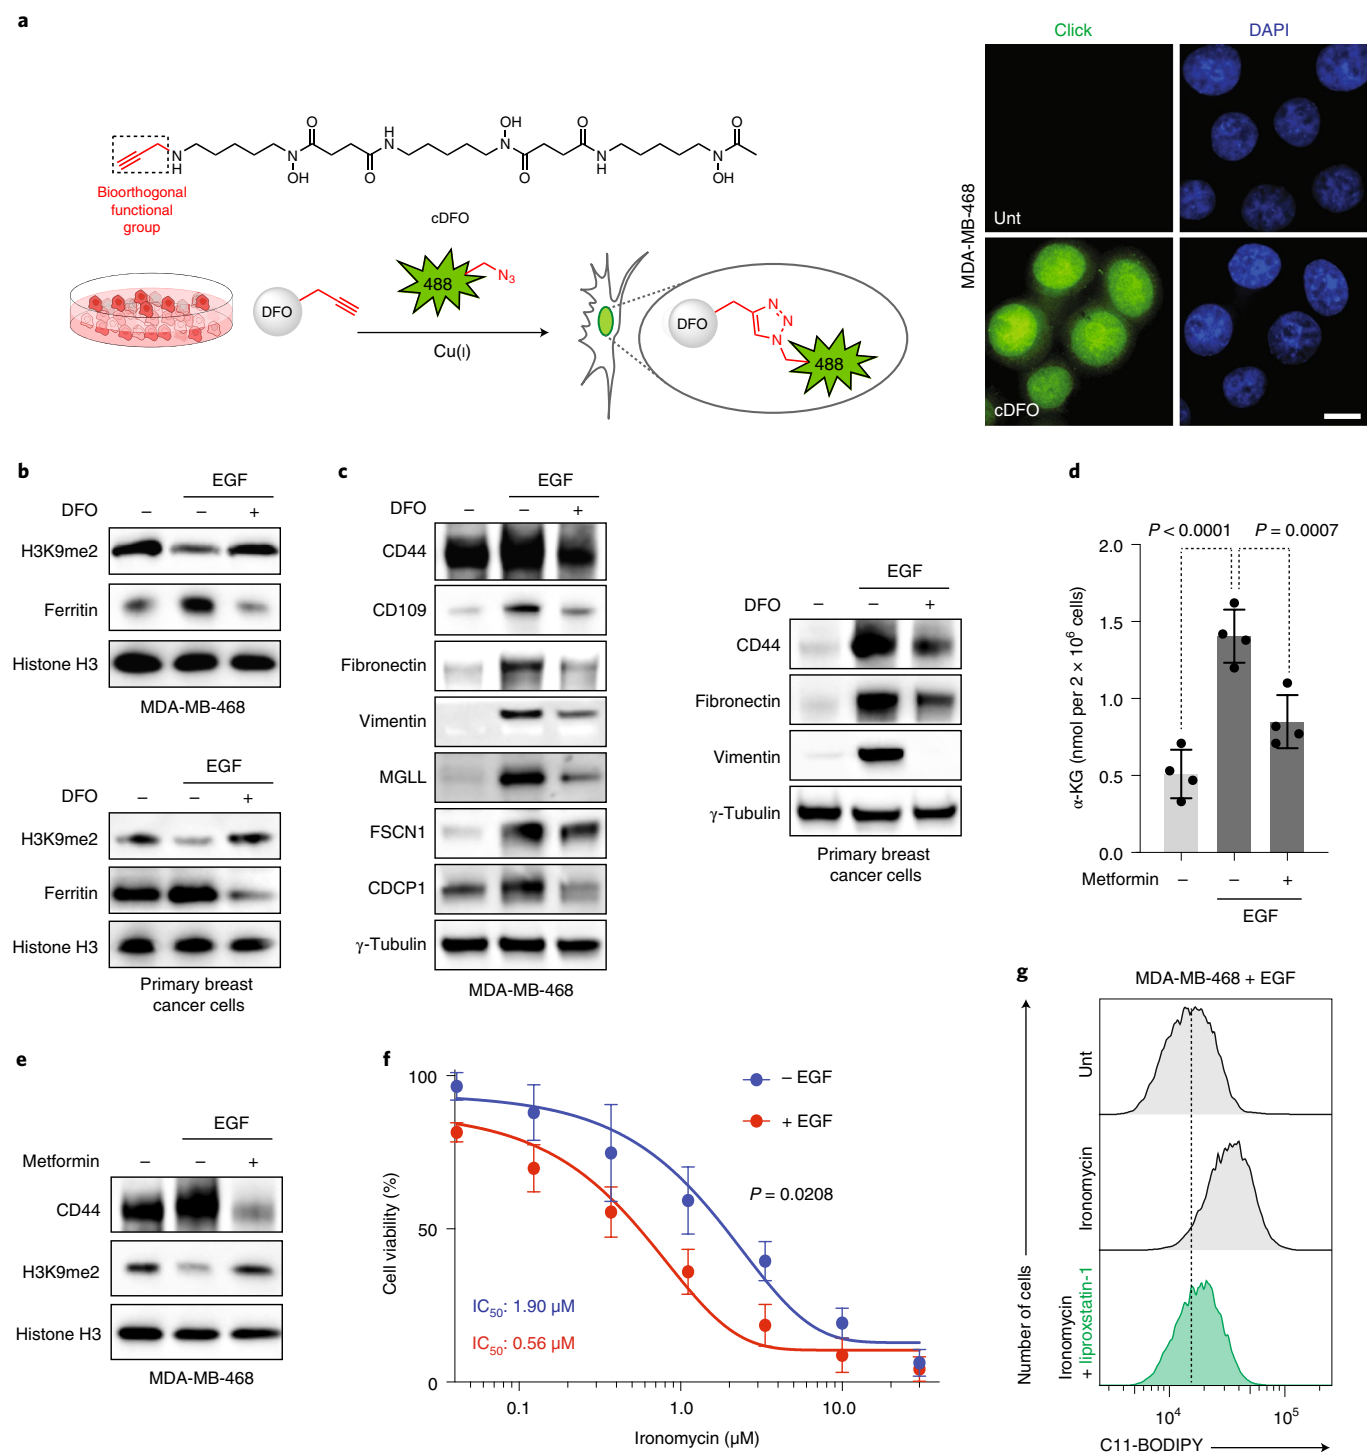 a
Click
DAPI
MDA-MB-468
Unt
cDFO
O
OH
O
O
H
N
N
H
N
OH
O
N
O
N
H
N
OH
Bioorthogonal
functional
group
cDFO
488
N3
DFO
Cu(I)
DFO
N
N
N
488
b
EGF
DFO
–
–
+
H3K9me2
Ferritin
Histone H3
MDA-MB-468
EGF
DFO
–
–
+
H3K9me2
Ferritin
Histone H3
Primary breast
cancer cells
c
EGF
DFO
–
–
+
CD44
CD109
Fibronectin
Vimentin
MGLL
FSCN1
CDCP1
γ-Tubulin
MDA-MB-468
EGF
DFO
–
–
+
CD44
Fibronectin
Vimentin
γ-Tubulin
Primary breast
cancer cells
d
P < 0.0001
P = 0.0007
α-KG (nmol per 2 × 10⁶ cells)
2.0
1.5
1.0
0.5
0.0
Metformin
–
–
+
EGF
e
EGF
Metformin
–
–
+
CD44
H3K9me2
Histone H3
MDA-MB-468
f
Cell viability (%)
100
50
0
– EGF
+ EGF
P = 0.0208
IC50: 1.90 μM
IC50: 0.56 μM
0.1
1.0
10.0
Ironomycin (μM)
g
MDA-MB-468 + EGF
Number of cells
Unt
Ironomycin
Ironomycin
+ liproxstatin-1
10⁴
10⁵
C11-BODIPY